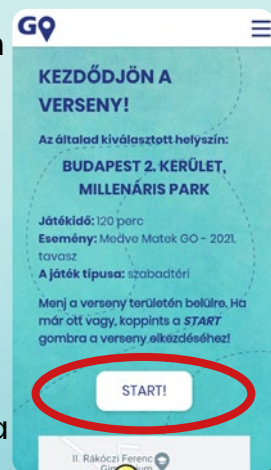 GO
KEZDŐDJÖN A
VERSENY!
Az általad kiválasztott helyszín:
BUDAPEST 2. KERÜLET,
MILLENÁRIS PARK
Játékidő: 120 perc
Esemény: Medve Matek GO - 2021.
tavasz
A játék típusa: szabadtéri
Menj a verseny területén belülre. Ha
már ott vagy, koppints a START
gombra a verseny elkezdéséhez!
START!
a
II. Rákóczi Ferenc
Gimnázium